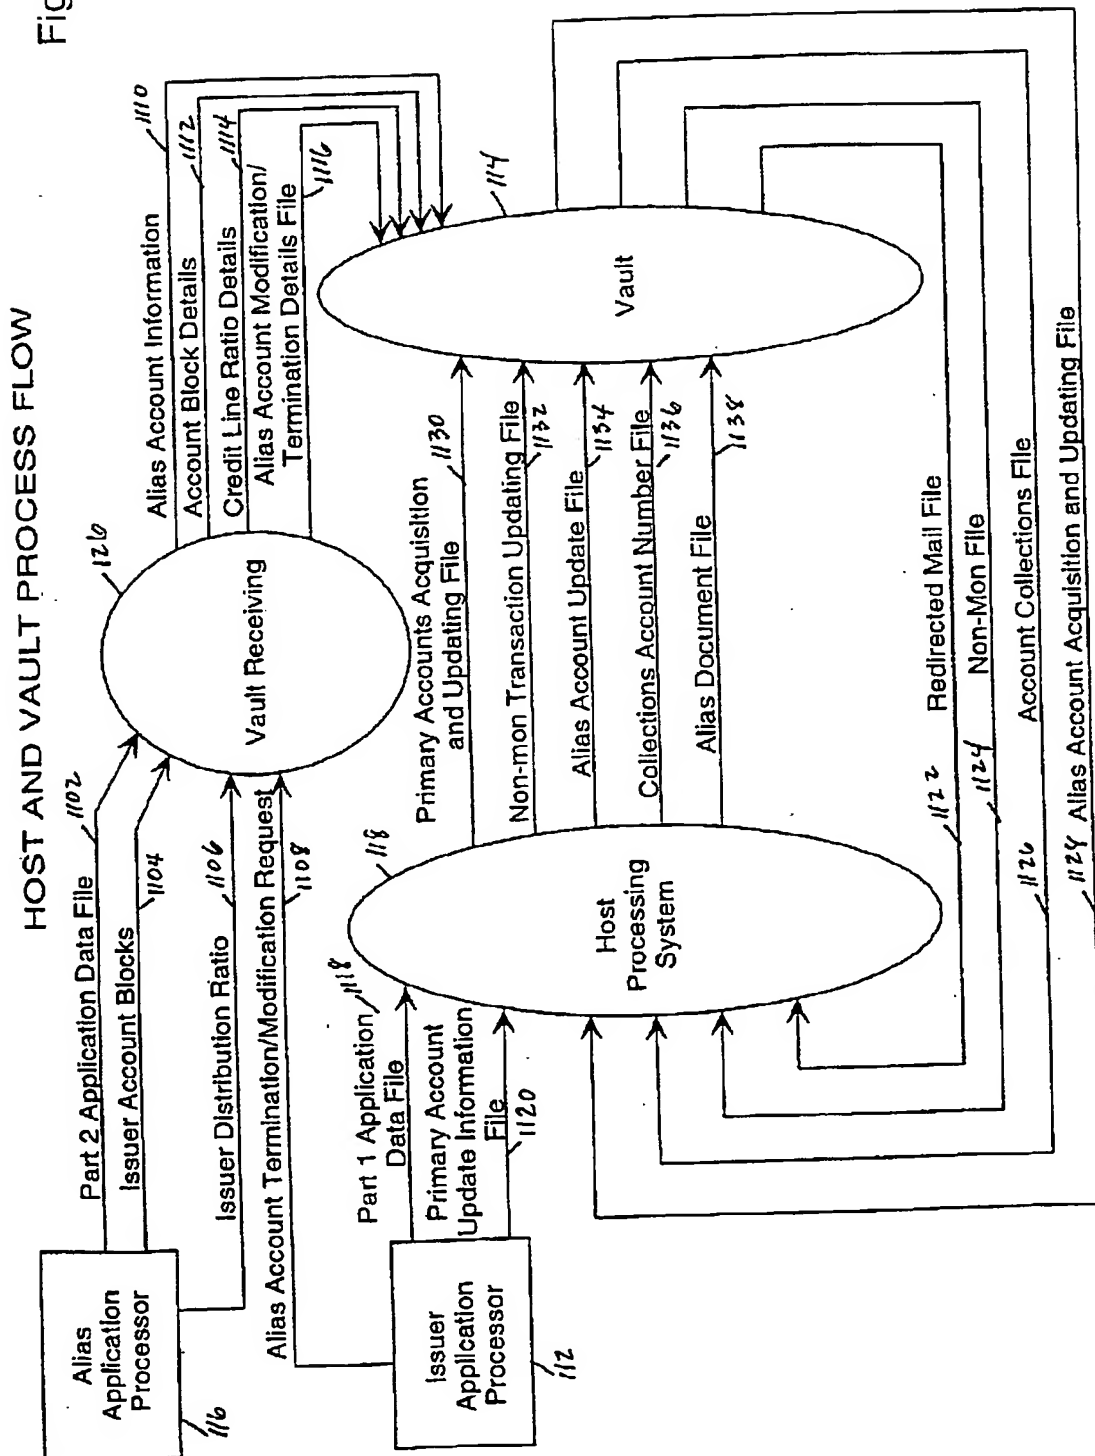 HOST AND VAULT PROCESS FLOW
Fig
Alias
Application
Processor
116
Part 2 Application Data File
1102
Issuer Account Blocks
1104
Issuer Distribution Ratio
1106
Alias Account Termination/Modification Request
1108
Vault Receiving
126
Alias Account Information
1110
Account Block Details
1112
Credit Line Ratio Details
1114
Alias Account Modification/
Termination Details File
1116
Issuer
Application
Processor
112
Part 1 Application
Data File
1118
Primary Account
Update Information
File
1120
Host
Processing
System
118
Primary Accounts Acquisition
and Updating File
1130
Non-mon Transaction Updating File
1132
Alias Account Update File
1134
Collections Account Number File
1136
Alias Document File
1138
Vault
114
Redirected Mail File
1122
Non-Mon File
1124
Account Collections File
1126
Alias Account Acquisition and Updating File
1128